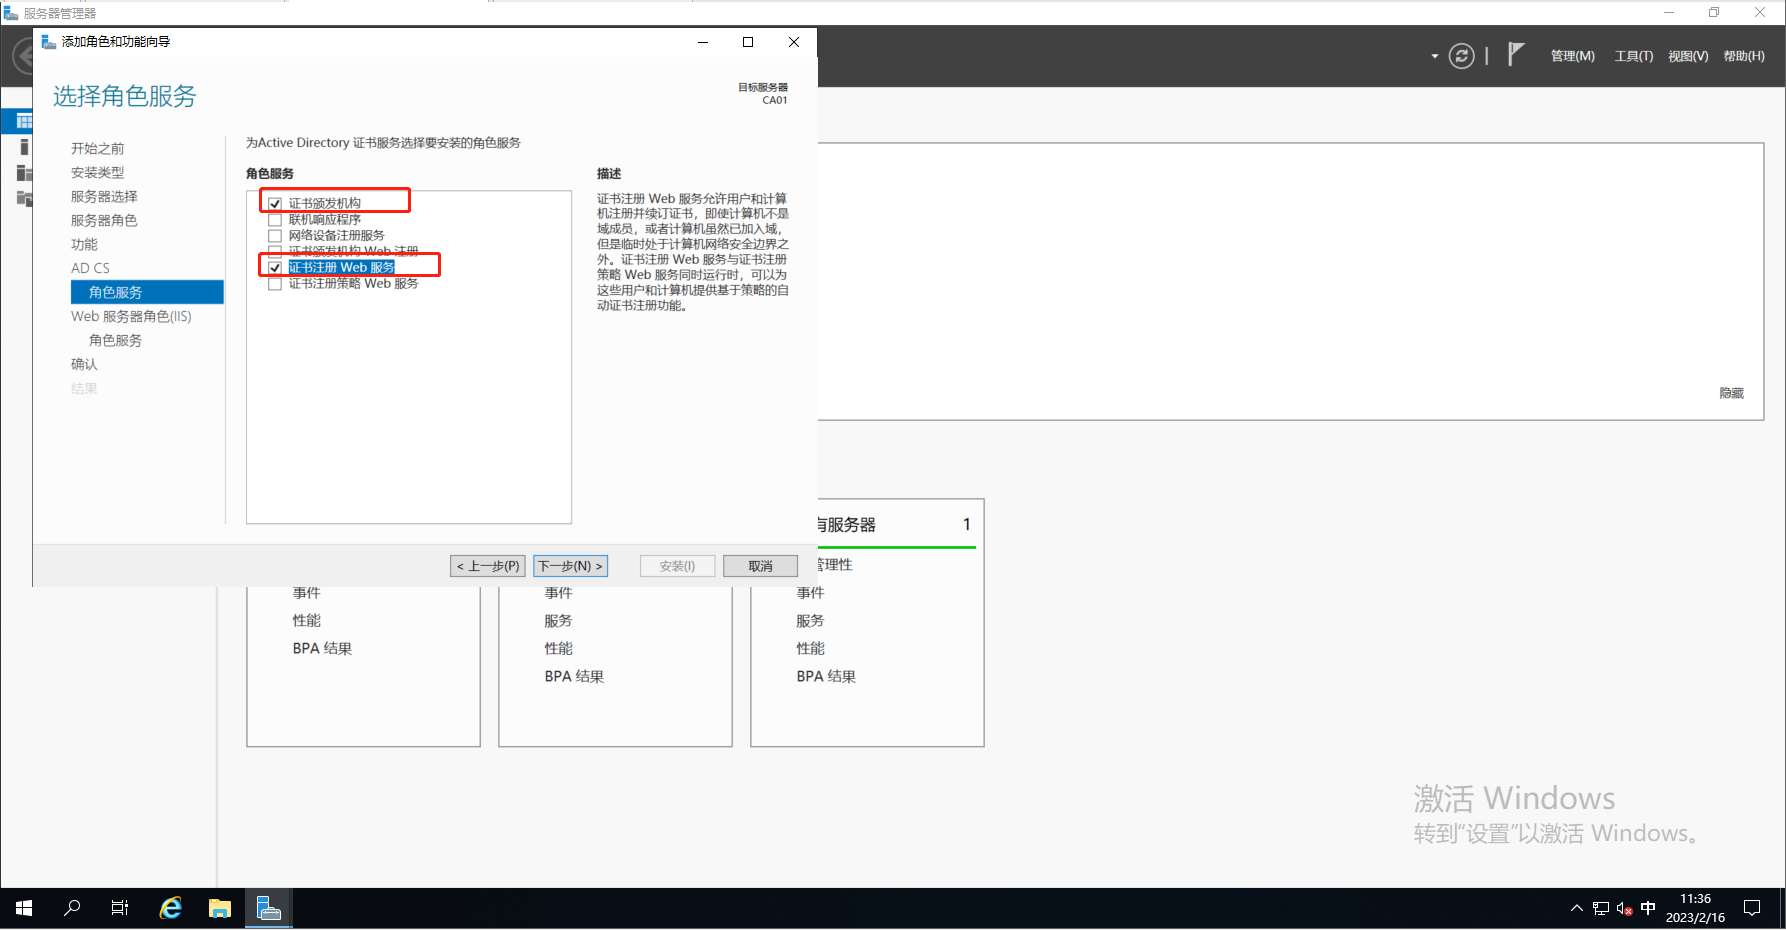 服务器管理器
添加角色和功能向导
管理(M) 工具(T) 视图(V) 帮助(H)
选择角色服务
目标服务器
CA01
开始之前
安装类型
服务器选择
服务器角色
功能
AD CS
角色服务
Web 服务器角色(IIS)
角色服务
确认
结果
为Active Directory 证书服务选择要安装的角色服务
角色服务
证书颁发机构
联机响应程序
网络设备注册服务
证书颁发机构 Web 注册
证书注册 Web 服务
证书注册策略 Web 服务
描述
证书注册 Web 服务允许用户和计算
机注册并续订证书，即使计算机不是
域成员，或者计算机虽然已加入域，
但是临时处于计算机网络安全边界之
外。证书注册 Web 服务与证书注册
策略 Web 服务同时运行时，可以为
这些用户和计算机提供基于策略的自
动证书注册功能。
< 上一步(P) 下一步(N) > 安装(I) 取消
隐藏
有服务器 1
管理性
事件
性能
BPA 结果
事件
服务
性能
BPA 结果
事件
服务
性能
BPA 结果
激活 Windows
转到"设置"以激活 Windows。
中
11:36
2023/2/16